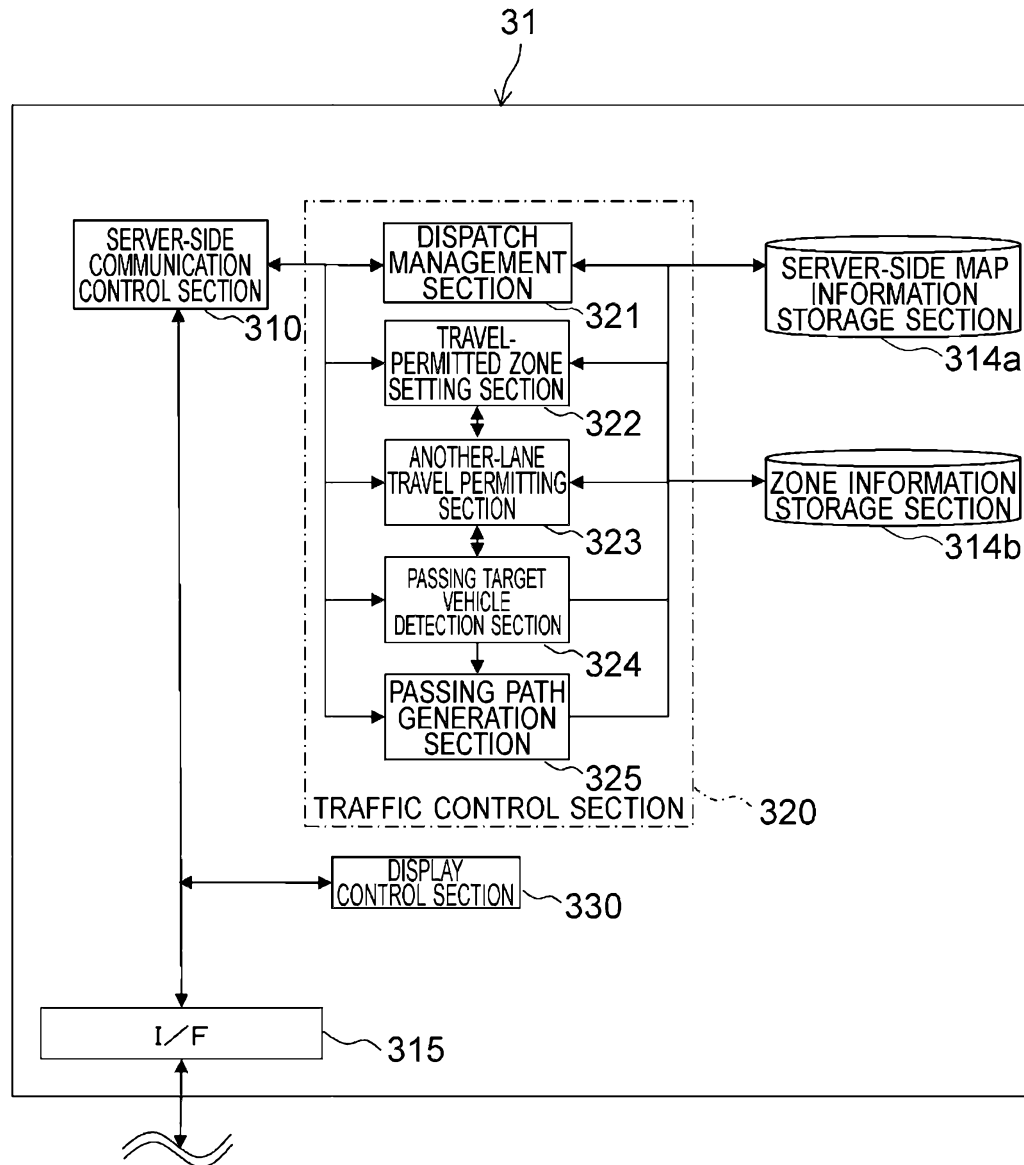 31
SERVER-SIDE
COMMUNICATION
CONTROL SECTION
310
DISPATCH
MANAGEMENT
SECTION
321
SERVER-SIDE MAP
INFORMATION
STORAGE SECTION
314a
TRAVEL-
PERMITTED ZONE
SETTING SECTION
322
ANOTHER-LANE
TRAVEL PERMITTING
SECTION
323
ZONE INFORMATION
STORAGE SECTION
314b
PASSING TARGET
VEHICLE
DETECTION SECTION
324
PASSING PATH
GENERATION
SECTION
325
TRAFFIC CONTROL SECTION
320
DISPLAY
CONTROL SECTION
330
I/F
315